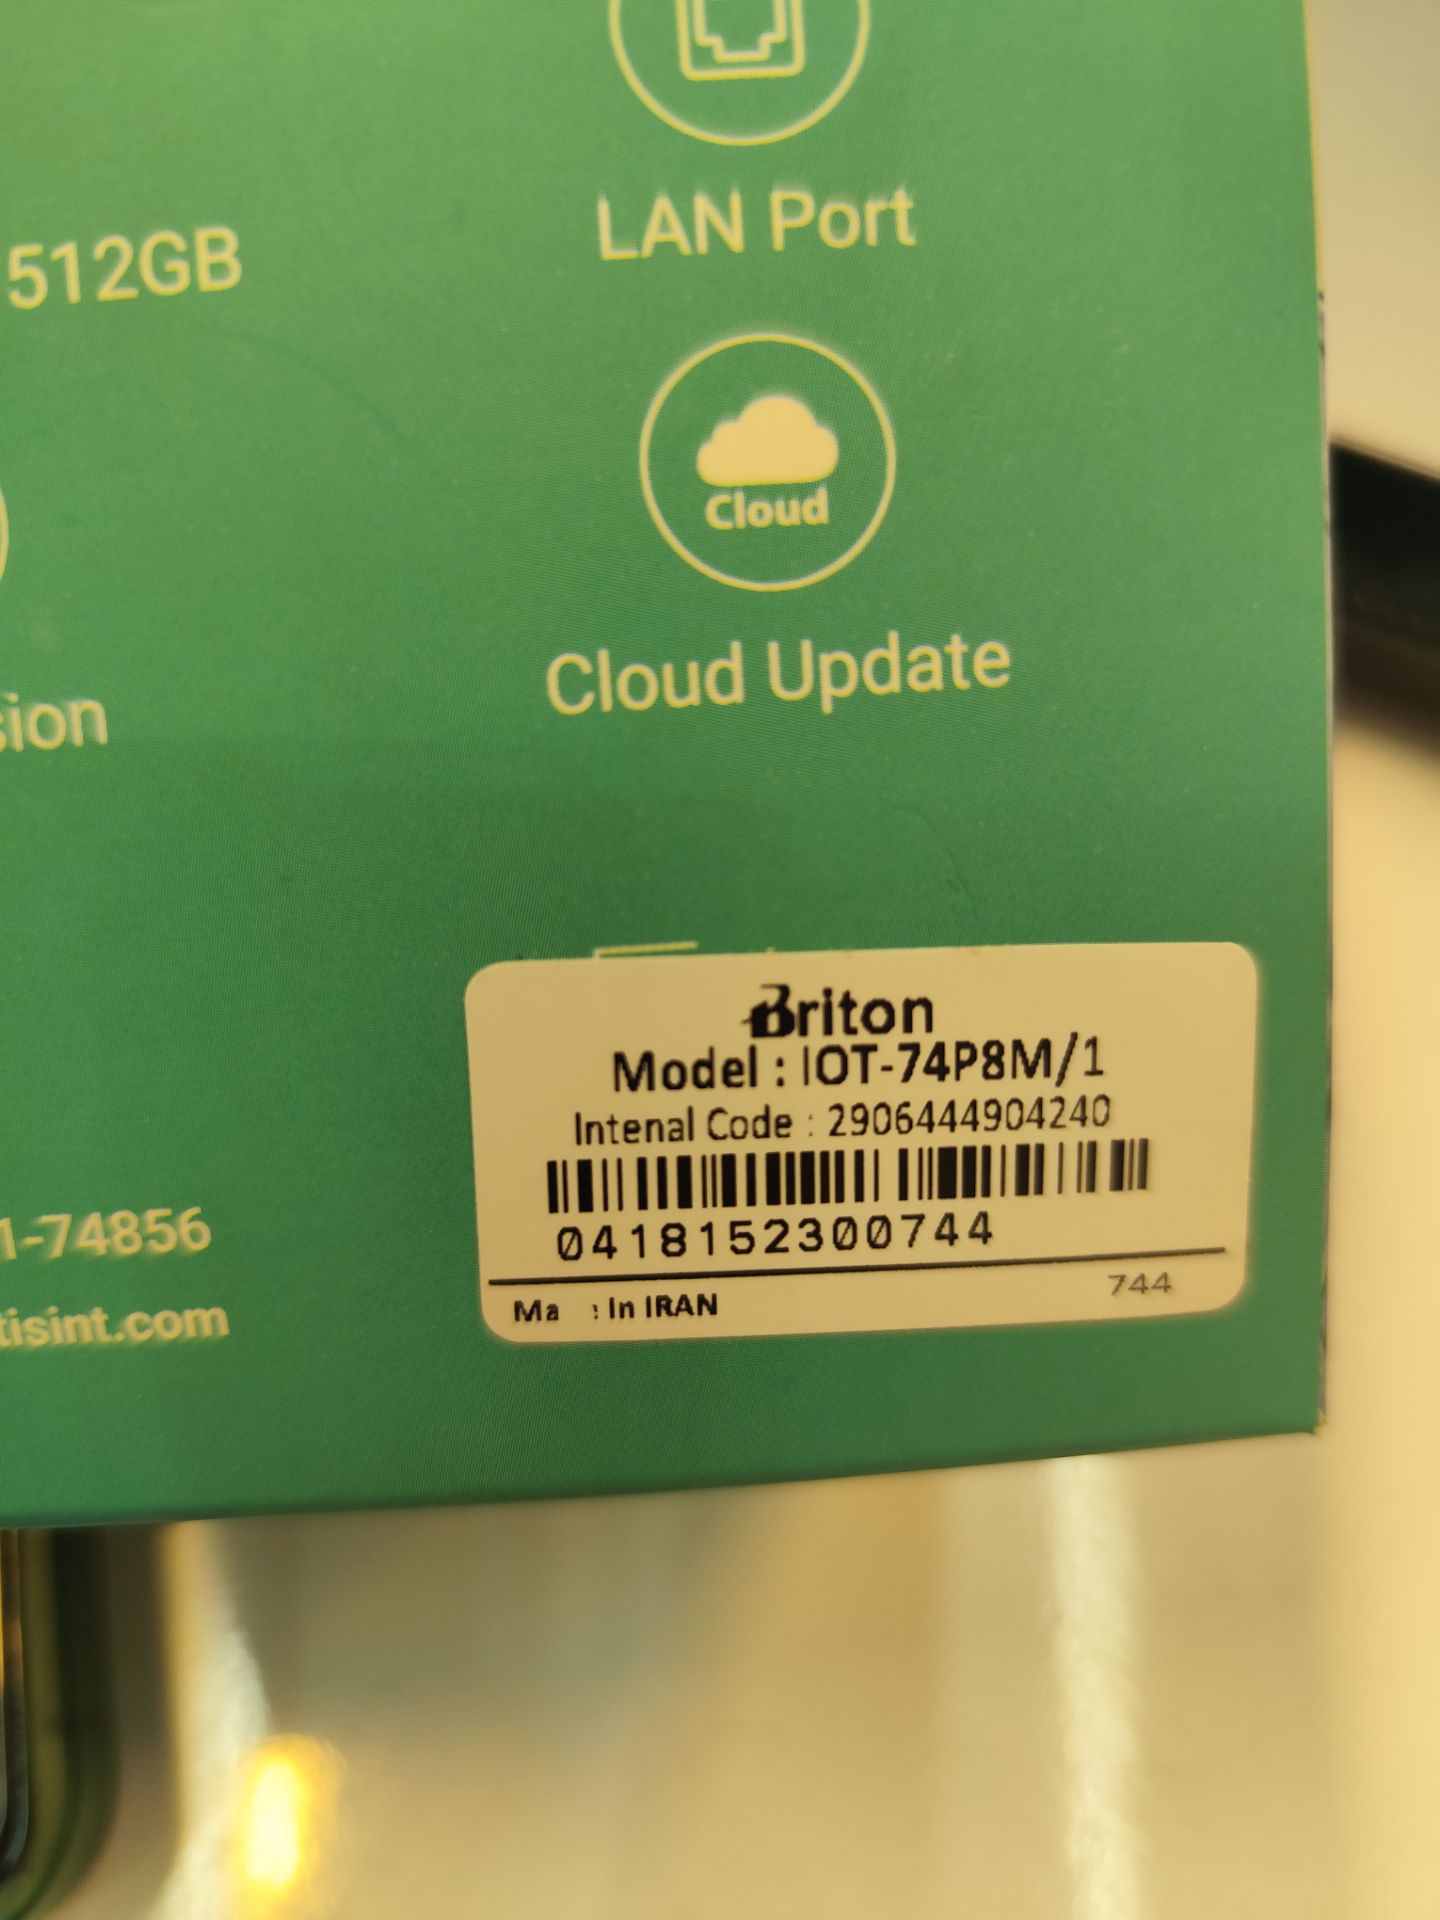 LAN Port
512GB
Cloud
Cloud Update
sion
Briton
Model : IOT-74P8M/1
Intenal Code : 2906444904240
0418152300744
1-74856
Ma : In IRAN
744
tisint.com